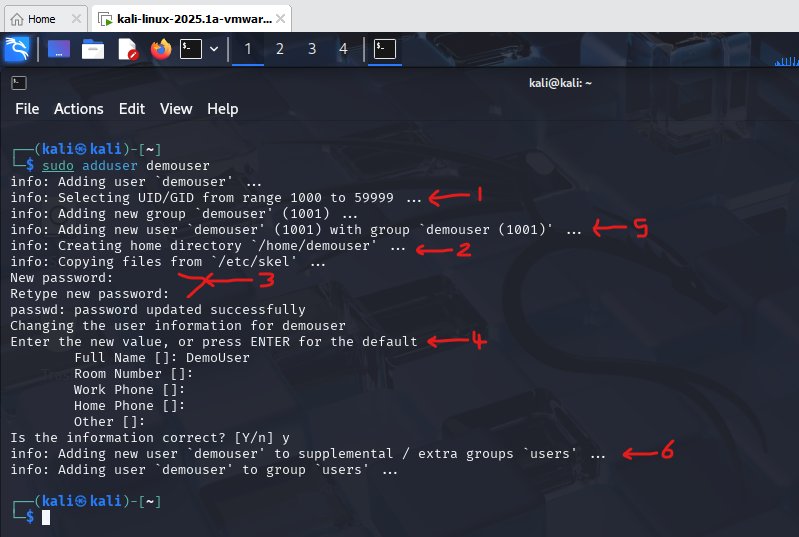 Home
kali-linux-2025.1a-vmwar...
1 2 3 4
kali@kali: ~
File Actions Edit View Help
┌──(kali㉿kali)-[~]
└─$ sudo adduser demouser
info: Adding user `demouser' ...
info: Selecting UID/GID from range 1000 to 59999 ... 1
info: Adding new group `demouser' (1001) ...
info: Adding new user `demouser' (1001) with group `demouser (1001)' ... 5
info: Creating home directory `/home/demouser' ... 2
info: Copying files from `/etc/skel' ...
New password: 3
Retype new password:
passwd: password updated successfully
Changing the user information for demouser
Enter the new value, or press ENTER for the default 4
Full Name []: DemoUser
Room Number []:
Work Phone []:
Home Phone []:
Other []:
Is the information correct? [Y/n] y
info: Adding new user `demouser' to supplemental / extra groups `users' ... 6
info: Adding user `demouser' to group `users' ...
┌──(kali㉿kali)-[~]
└─$